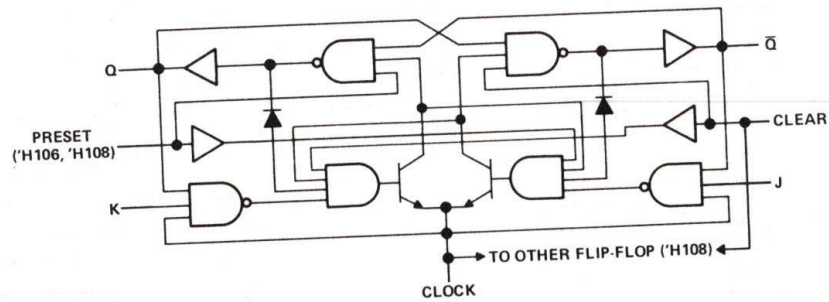 Q
Q̅
PRESET
('H106, 'H108)
CLEAR
K
J
TO OTHER FLIP-FLOP ('H108)
CLOCK